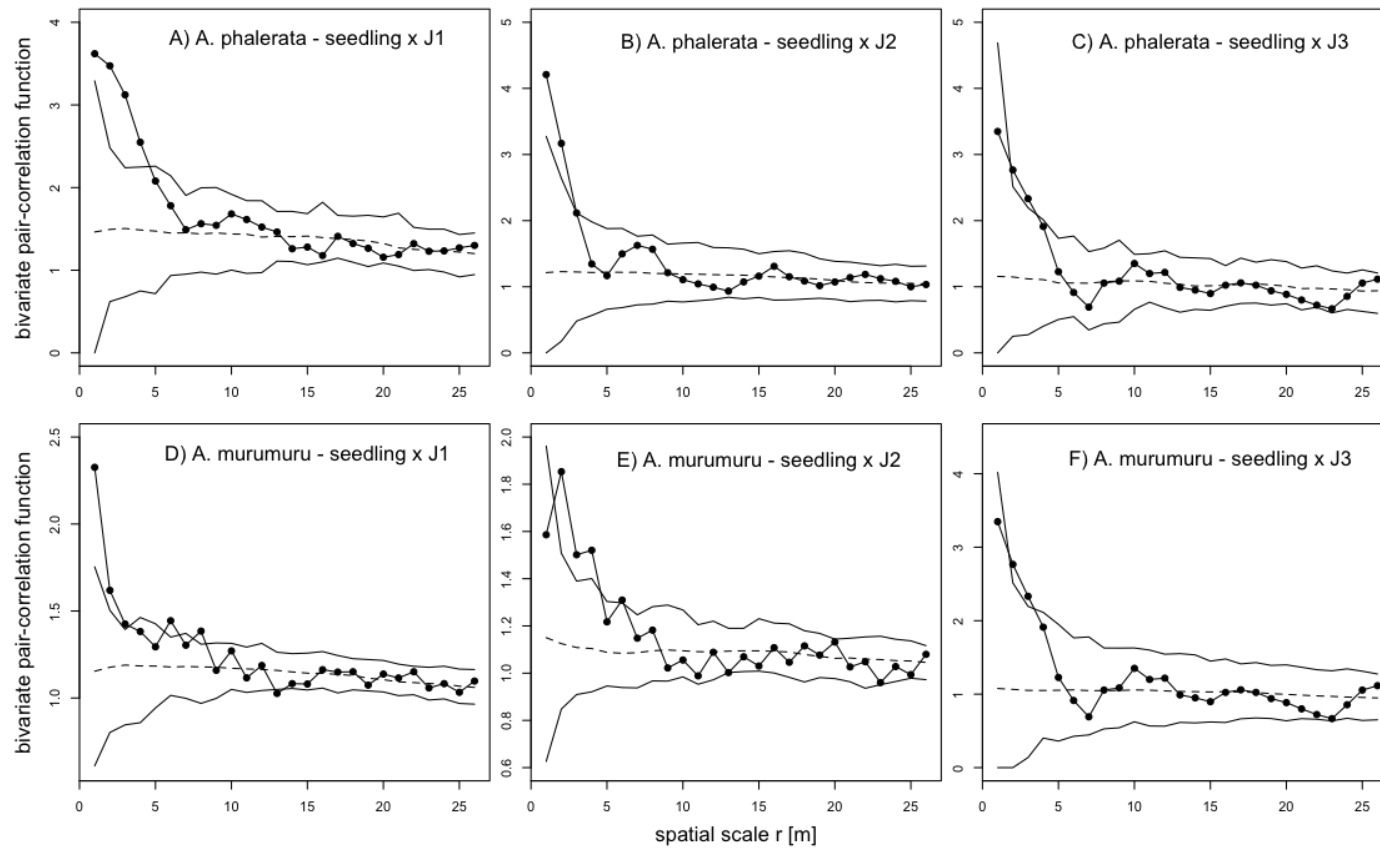 A) A. phalerata - seedling x J1
B) A. phalerata - seedling x J2
C) A. phalerata - seedling x J3
bivariate pair-correlation function
0 1 2 3 4
0 5 10 15 20 25
0 1 2 3 4 5
0 5 10 15 20 25
0 1 2 3 4 5
0 5 10 15 20 25
D) A. murumuru - seedling x J1
E) A. murumuru - seedling x J2
F) A. murumuru - seedling x J3
bivariate pair-correlation function
1.0 1.5 2.0 2.5
0 5 10 15 20 25
0.6 0.8 1.0 1.2 1.4 1.6 1.8 2.0
0 5 10 15 20 25
0 1 2 3 4
0 5 10 15 20 25
spatial scale r [m]